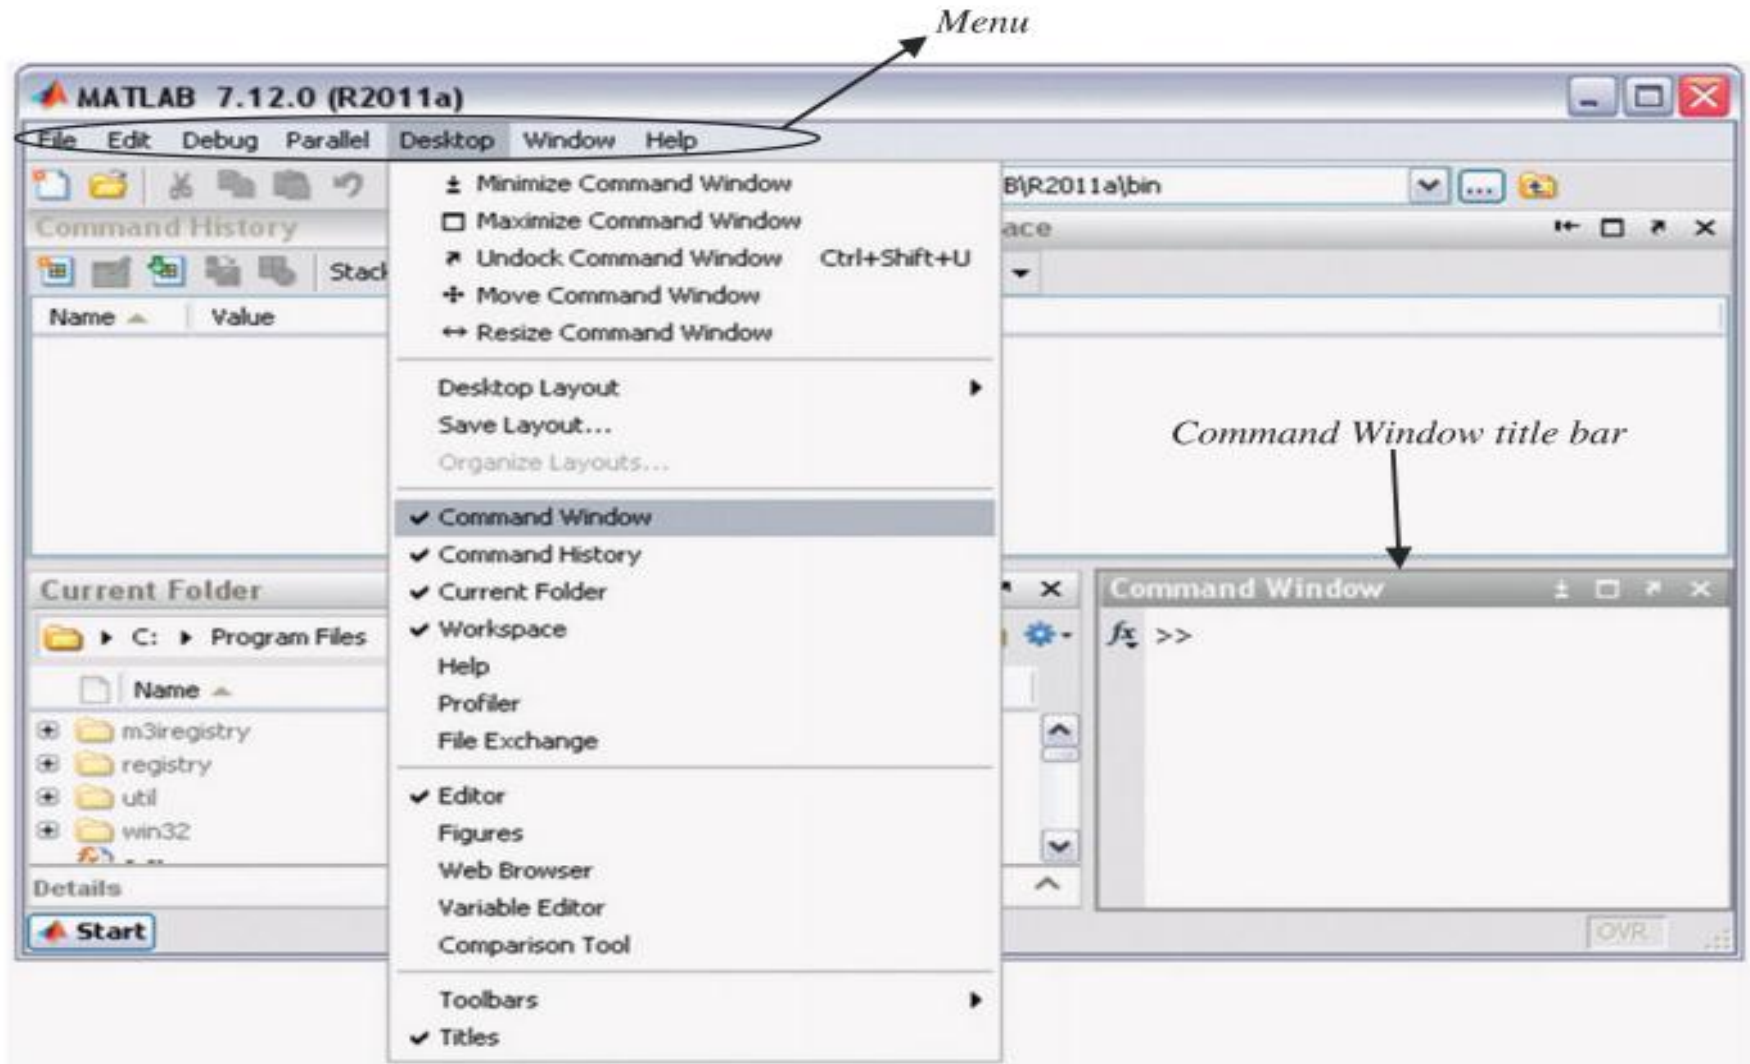 Menu
MATLAB 7.12.0 (R2011a)
File Edit Debug Parallel Desktop Window Help
B\R2011a\bin
Command History
ace
Stack
Name Value
Minimize Command Window
Maximize Command Window
Undock Command Window Ctrl+Shift+U
Move Command Window
Resize Command Window
Desktop Layout
Save Layout...
Organize Layouts...
Command Window
Command History
Current Folder
Workspace
Help
Profiler
File Exchange
Editor
Figures
Web Browser
Variable Editor
Comparison Tool
Toolbars
Titles
Command Window title bar
Current Folder
C: Program Files
Name
m3iregistry
registry
util
win32
Details
Start
Command Window
fx >>
OVR